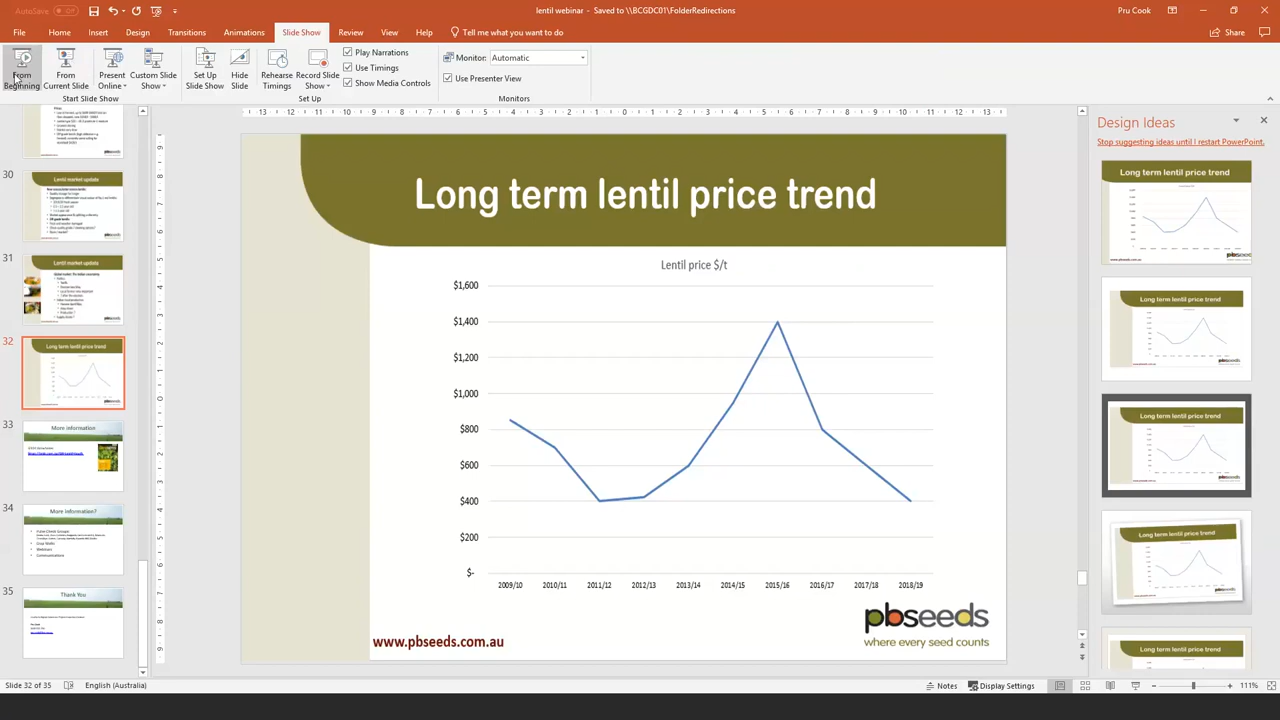 AutoSave Off
lentil webinar - Saved to \\BCGDC01\FolderRedirections
Pru Cook
File Home Insert Design Transitions Animations Slide Show Review View Help Tell me what you want to do
Share
From Beginning
From Current Slide
Present Online
Custom Slide Show
Set Up Slide Show
Hide Slide
Rehearse Timings
Record Slide Show
Play Narrations
Use Timings
Show Media Controls
Monitor: Automatic
Use Presenter View
Start Slide Show
Set Up
Monitors
30
Lentil market update
31
Lentil market update
32
Long term lentil price trend
33
More information
34
More information?
35
Thank You
Long term lentil price trend
Lentil price $/t
$1,600
$1,400
$1,200
$1,000
$800
$600
$400
$200
$-
2009/10 2010/11 2011/12 2012/13 2013/14 2014/15 2015/16 2016/17 2017/18 2018/19
www.pbseeds.com.au
pbseeds
where every seed counts
Design Ideas
Stop suggesting ideas until I restart PowerPoint.
Long term lentil price trend
Long term lentil price trend
Long term lentil price trend
Long term lentil price trend
Long term lentil price trend
Slide 32 of 35
English (Australia)
Notes
Display Settings
111%